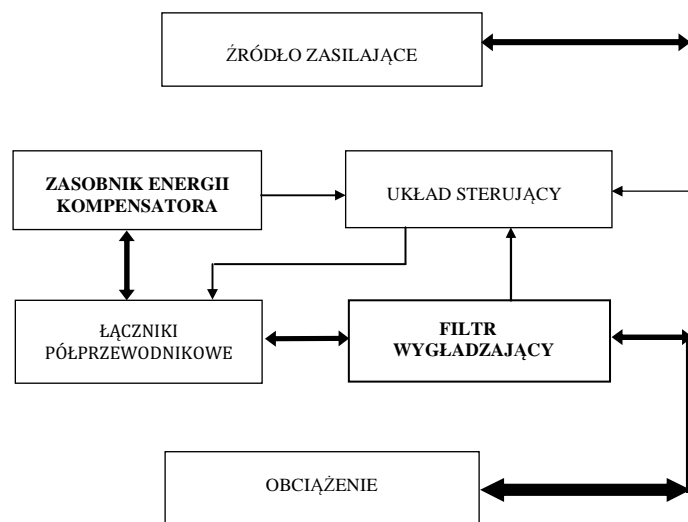 ŹRÓDŁO ZASILAJĄCE
ZASOBNIK ENERGII
KOMPENSATORA
UKŁAD STERUJĄCY
ŁĄCZNIKI
PÓŁPRZEWODNIKOWE
FILTR
WYGŁADZAJĄCY
OBCIĄŻENIE